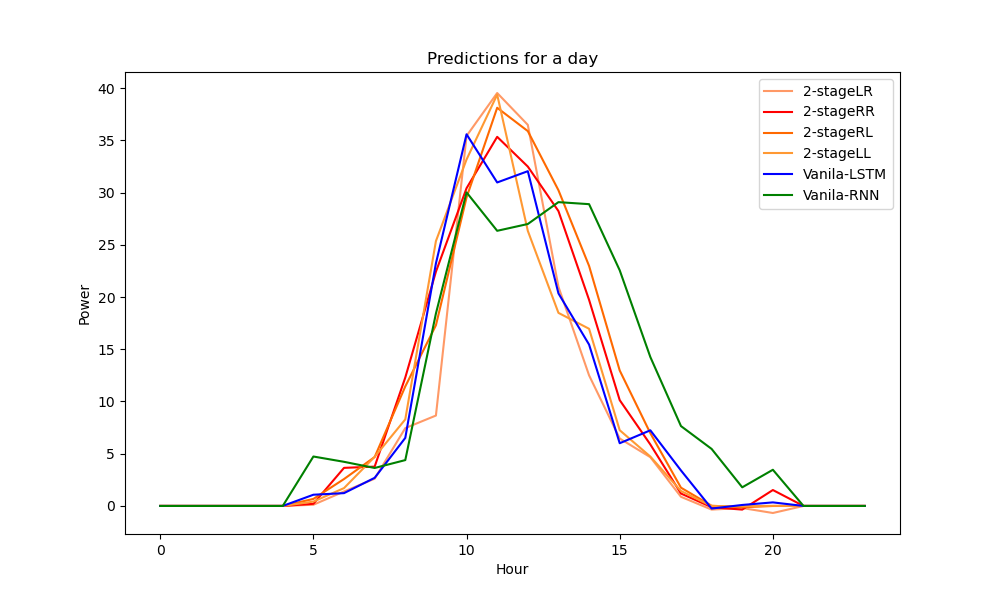 Predictions for a day
2-stageLR
2-stageRR
2-stageRL
2-stageLL
Vanila-LSTM
Vanila-RNN
Power
40
35
30
25
20
15
10
5
0
0 5 10 15 20
Hour